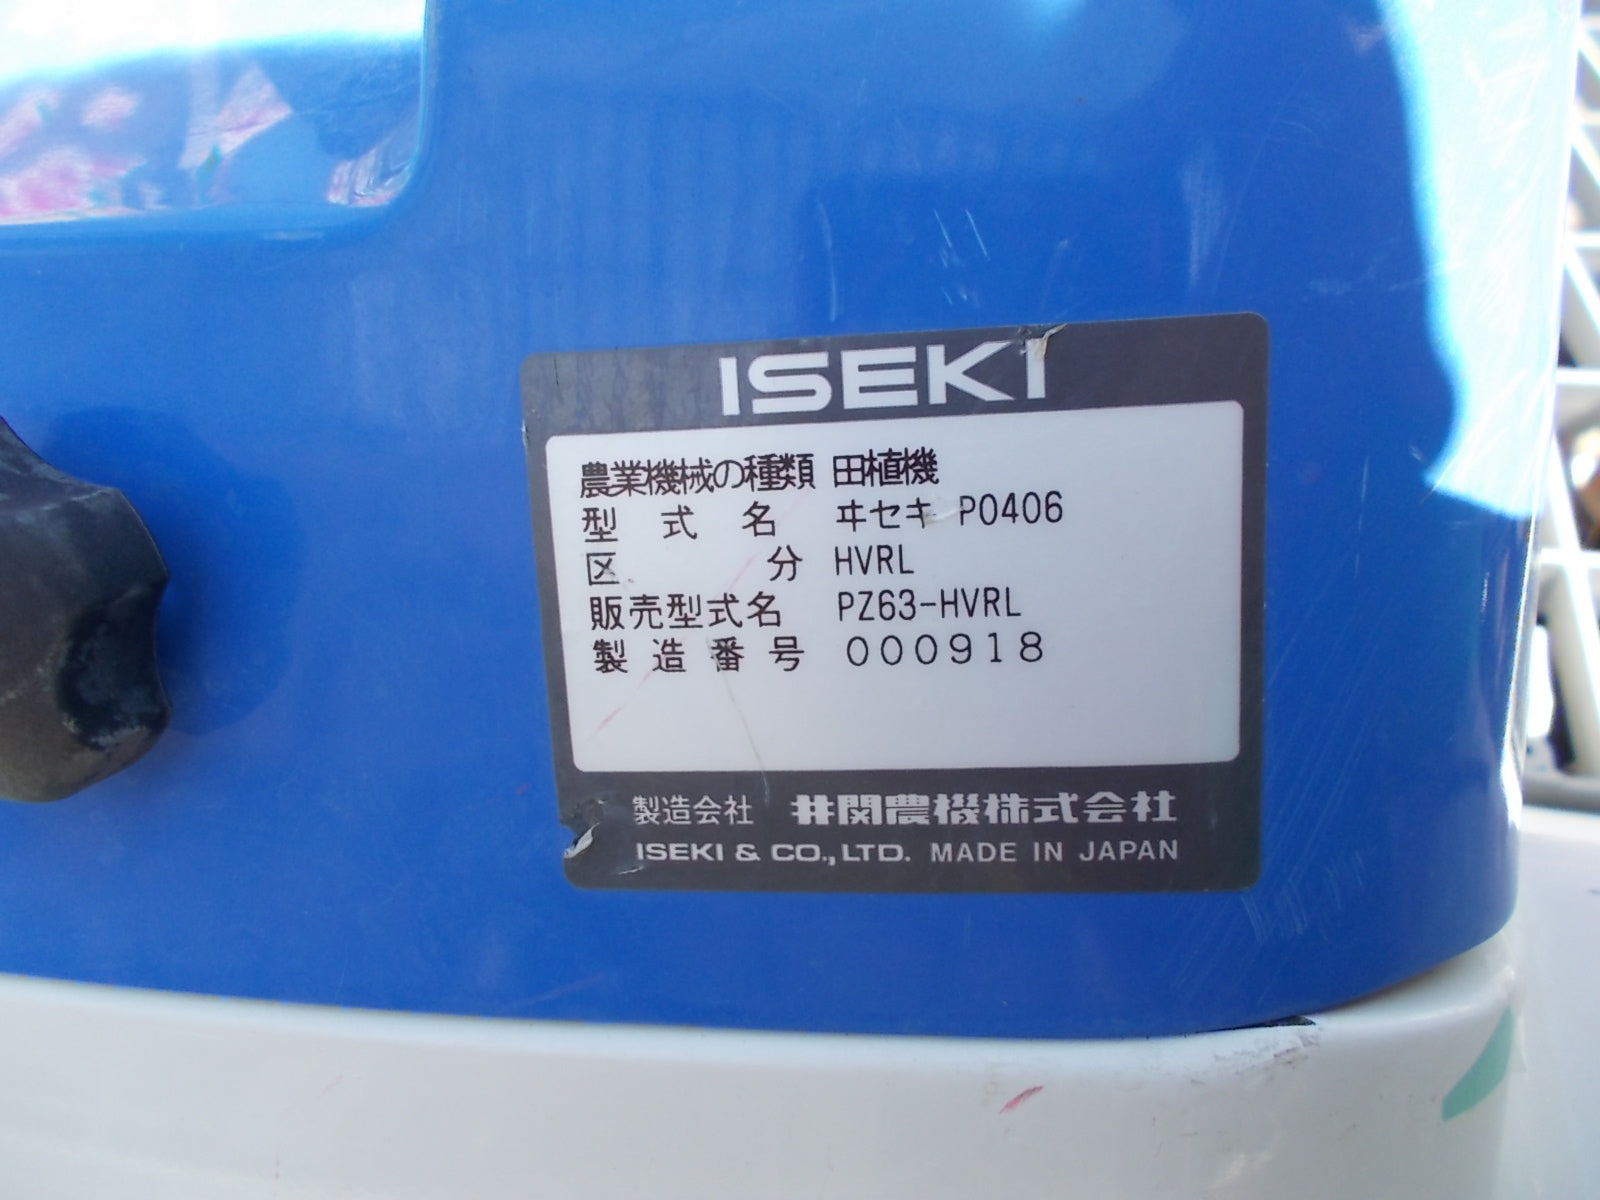 ISEKI
農業機械の種類 田植機
型式名 ヰセキ P0406
区分 HVRL
販売型式名 PZ63-HVRL
製造番号 000918
製造会社 井関農機株式会社
ISEKI & CO., LTD. MADE IN JAPAN